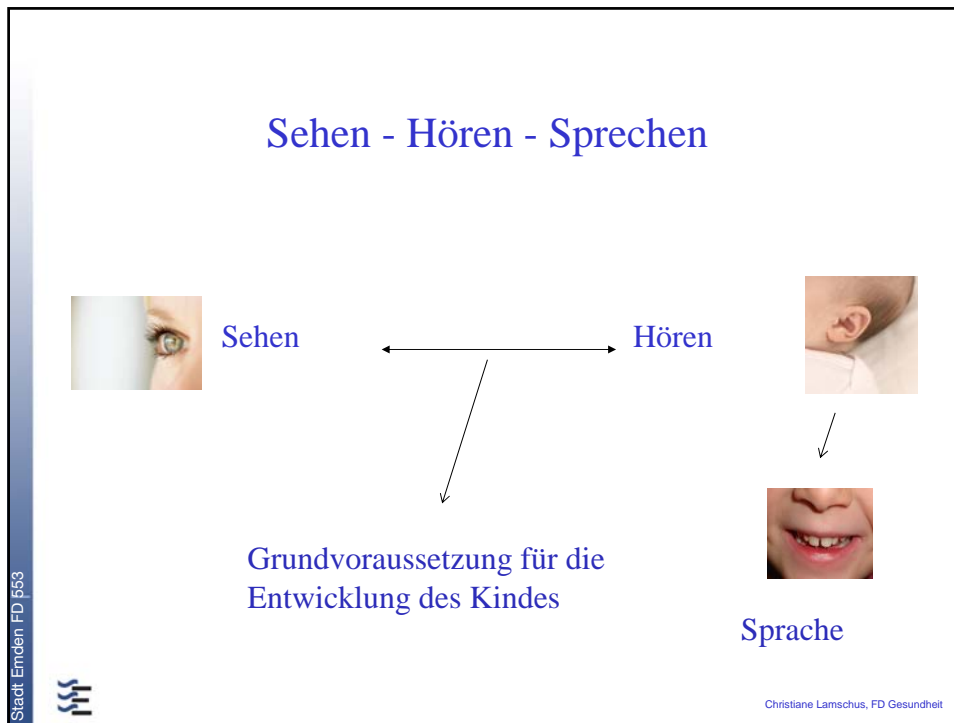 Sehen - Hören - Sprechen
Sehen
Hören
Grundvoraussetzung für die
Entwicklung des Kindes
Sprache
Stadt Emden FD 553
Christiane Lamschus, FD Gesundheit